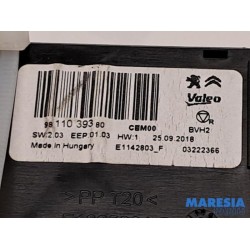 Valeo
98 110 393 80
CBM00
R
SW:2.03 EEP 01.03 HW:1 25.09.2018 BVH2
Made in Hungary E1142803_F 03222366
>PP T20<
MARESIA